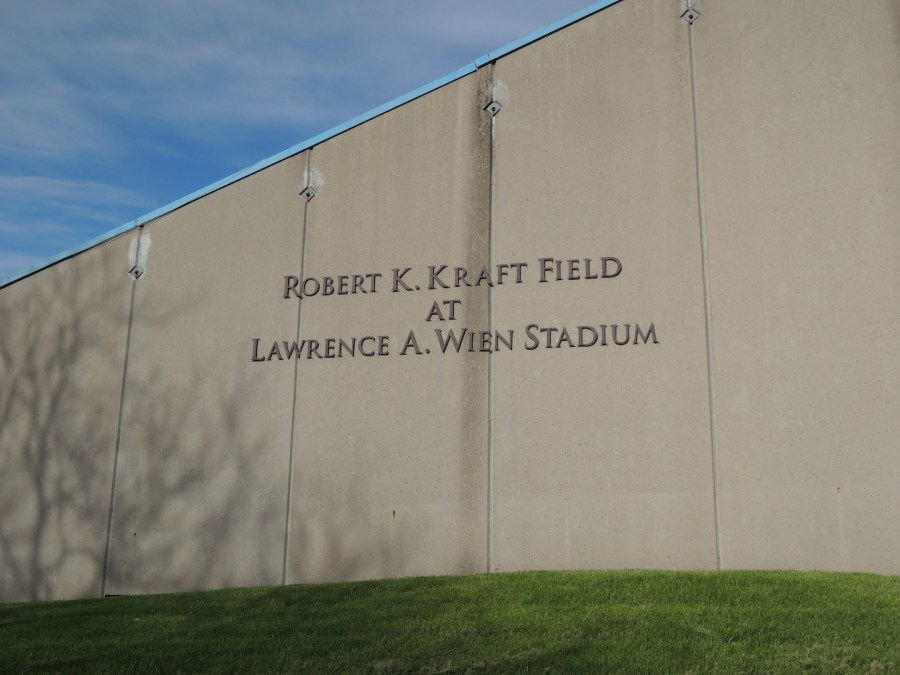 Robert K. Kraft Field
at
Lawrence A. Wien Stadium